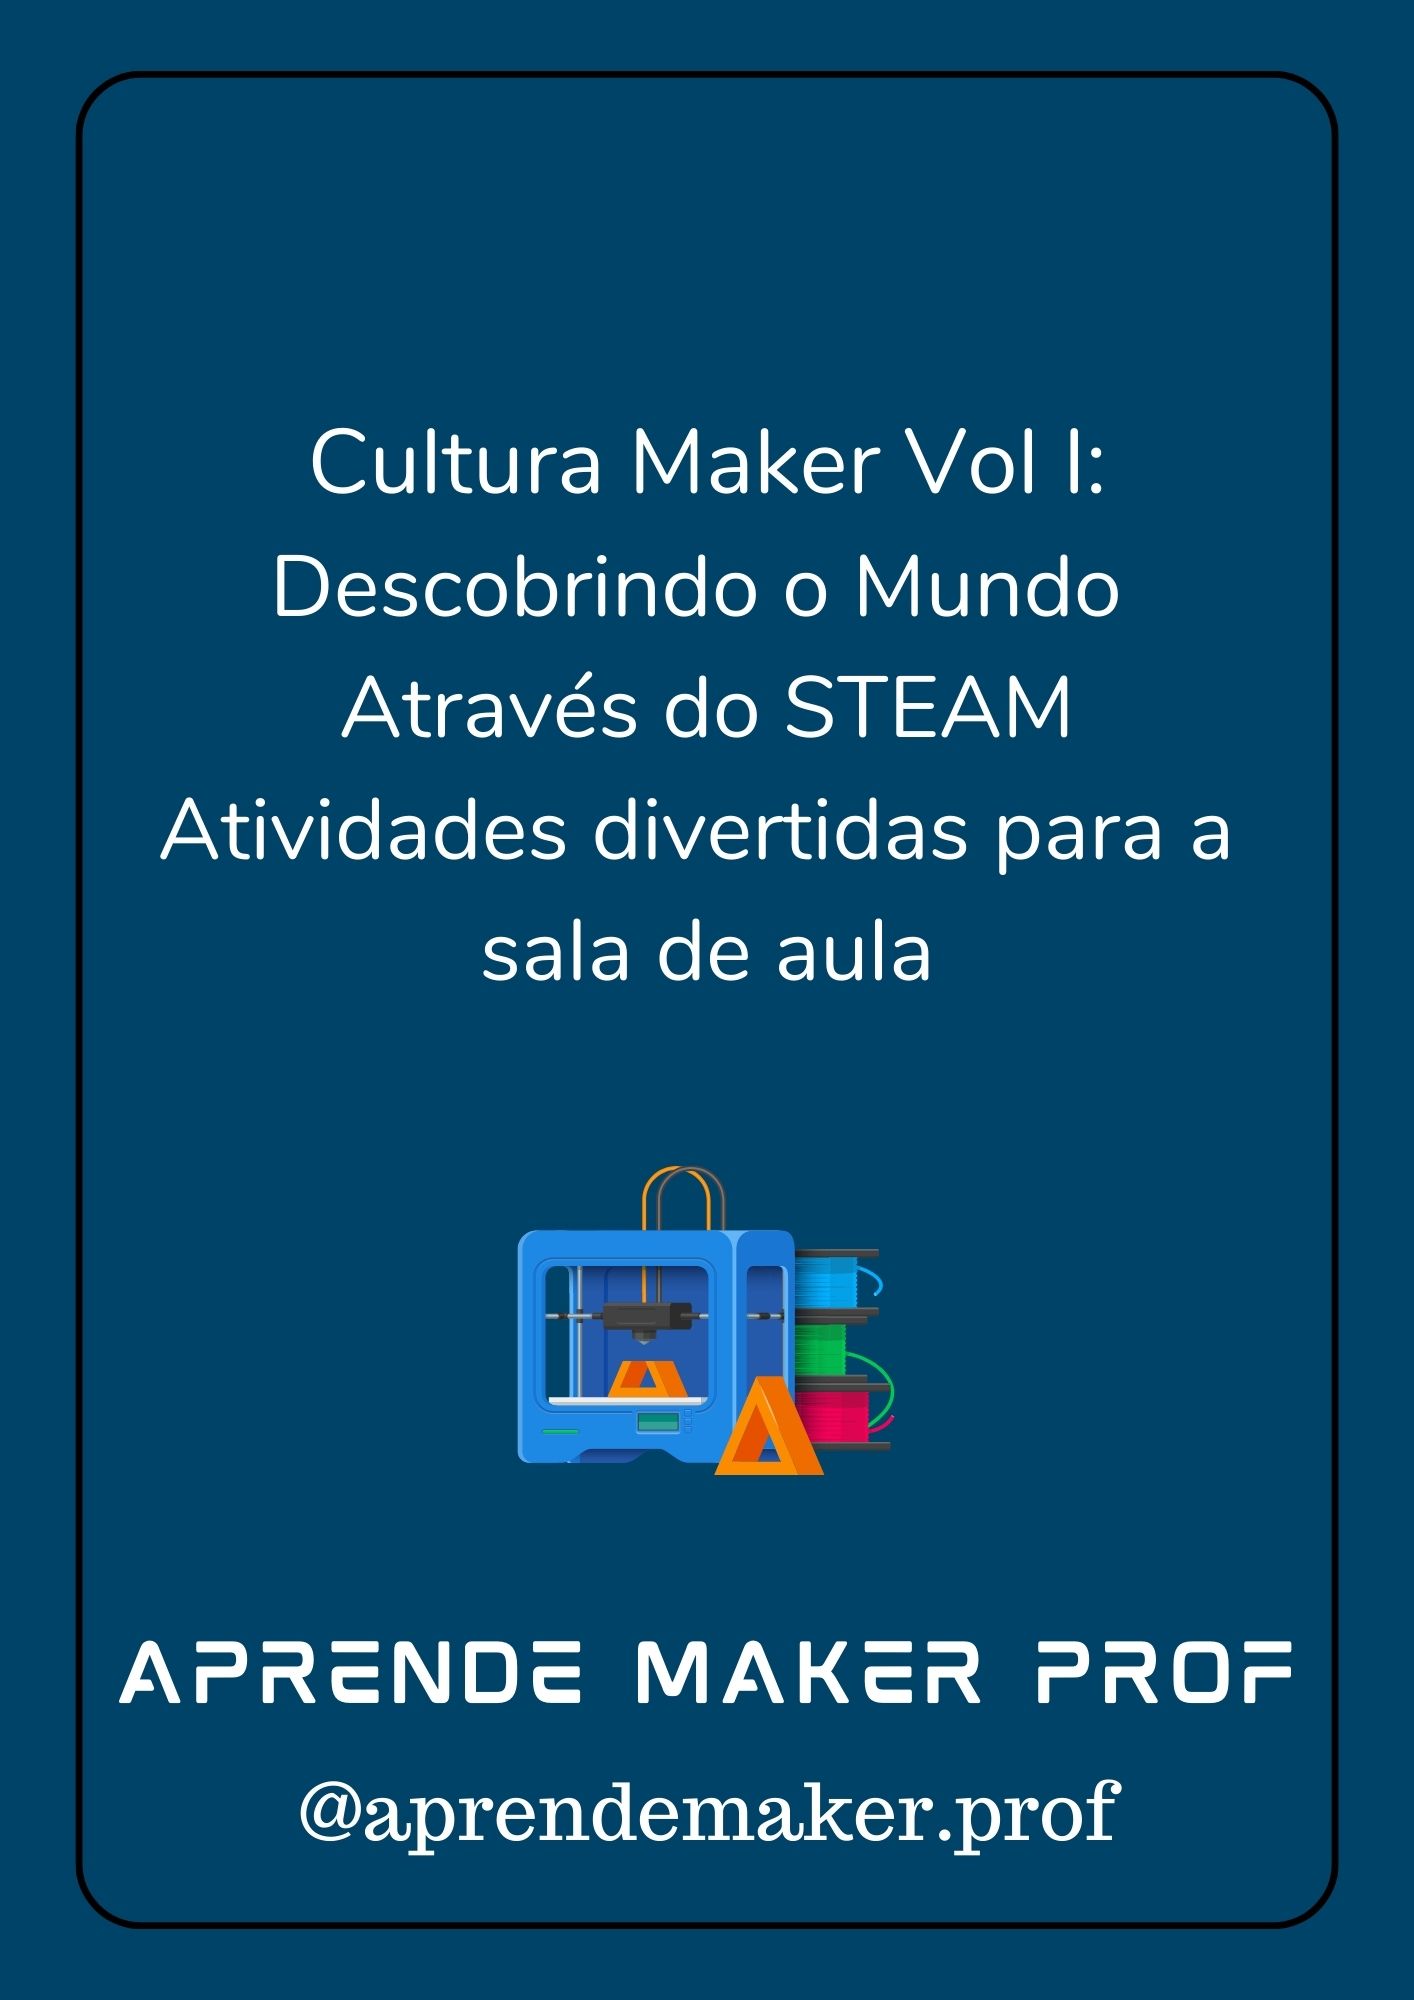 Cultura Maker Vol I:
Descobrindo o Mundo
Através do STEAM
Atividades divertidas para a
sala de aula
APRENDE MAKER PROF
@aprendemaker.prof